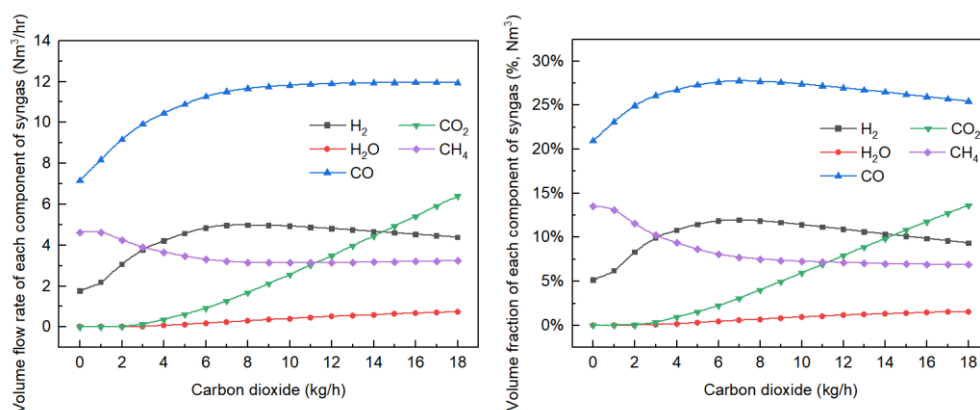 Volume flow rate of each component of syngas (Nm³/hr)
14
12
10
8
6
4
2
0
H₂
CO₂
H₂O
CH₄
CO
0 2 4 6 8 10 12 14 16 18
Carbon dioxide (kg/h)
Volume fraction of each component of syngas (%, Nm³)
30%
25%
20%
15%
10%
5%
0%
H₂
CO₂
H₂O
CH₄
CO
0 2 4 6 8 10 12 14 16 18
Carbon dioxide (kg/h)